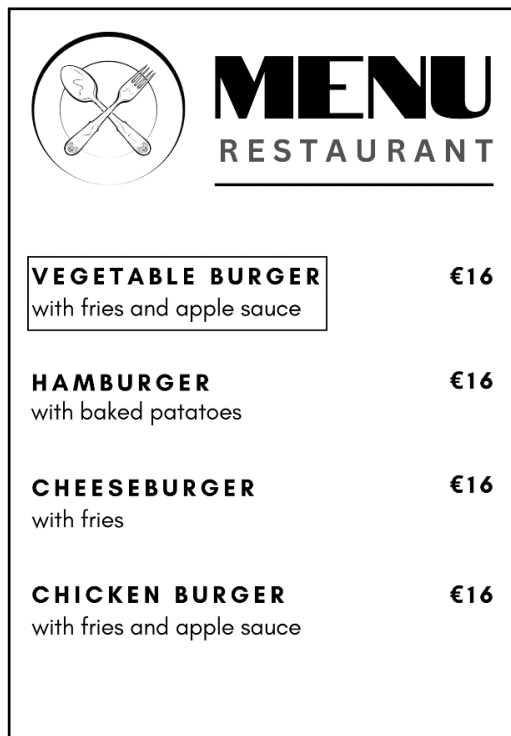 MENU
RESTAURANT
VEGETABLE BURGER €16
with fries and apple sauce
HAMBURGER €16
with baked patatoes
CHEESEBURGER €16
with fries
CHICKEN BURGER €16
with fries and apple sauce